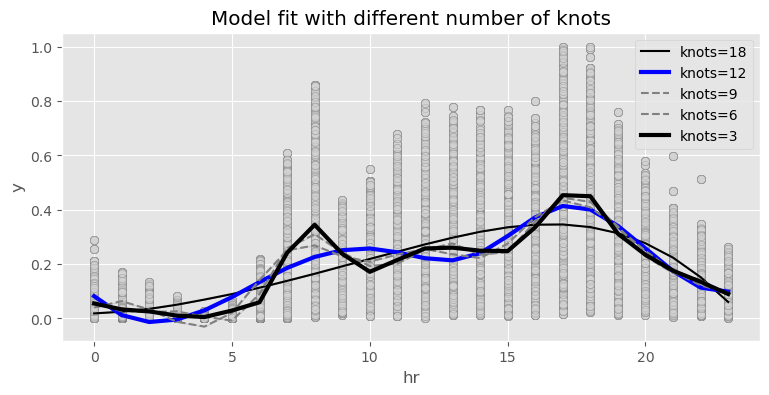 Model fit with different number of knots
knots=18
knots=12
knots=9
knots=6
knots=3
1.0
0.8
0.6
0.4
0.2
0.0
y
0
5
10
15
20
hr